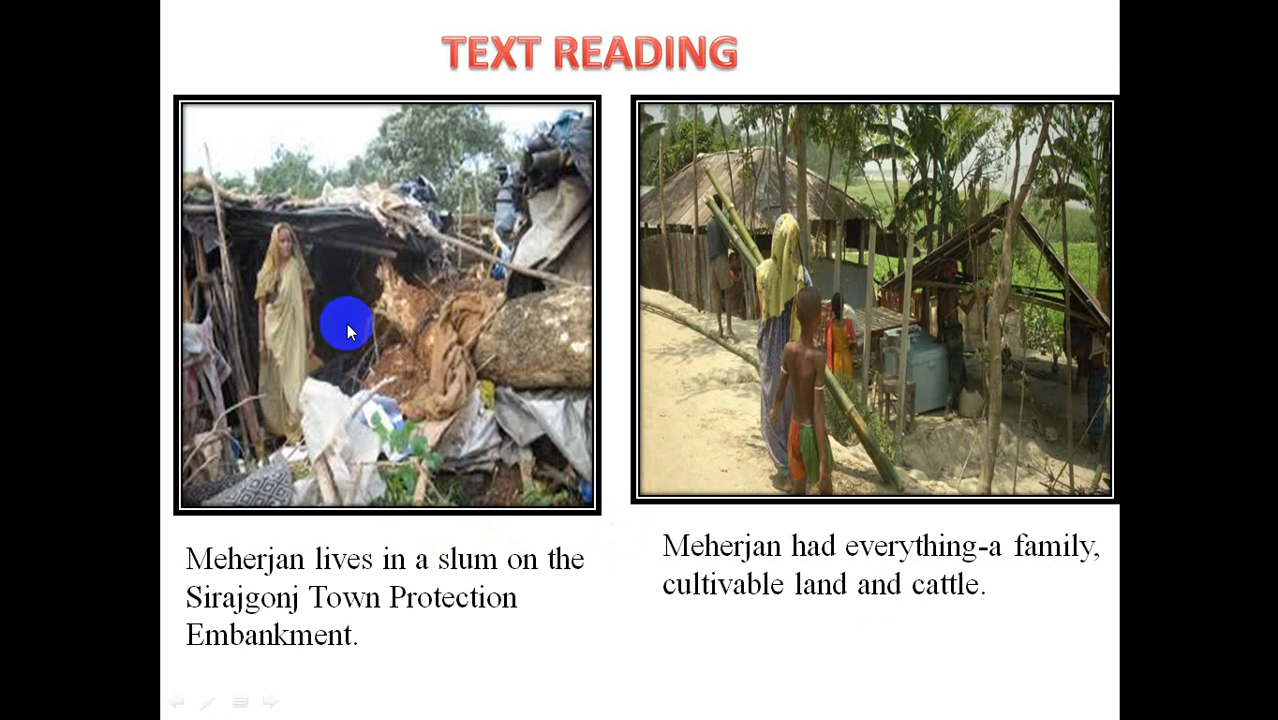 TEXT READING
Meherjan lives in a slum on the
Sirajgonj Town Protection
Embankment.
Meherjan had everything-a family,
cultivable land and cattle.